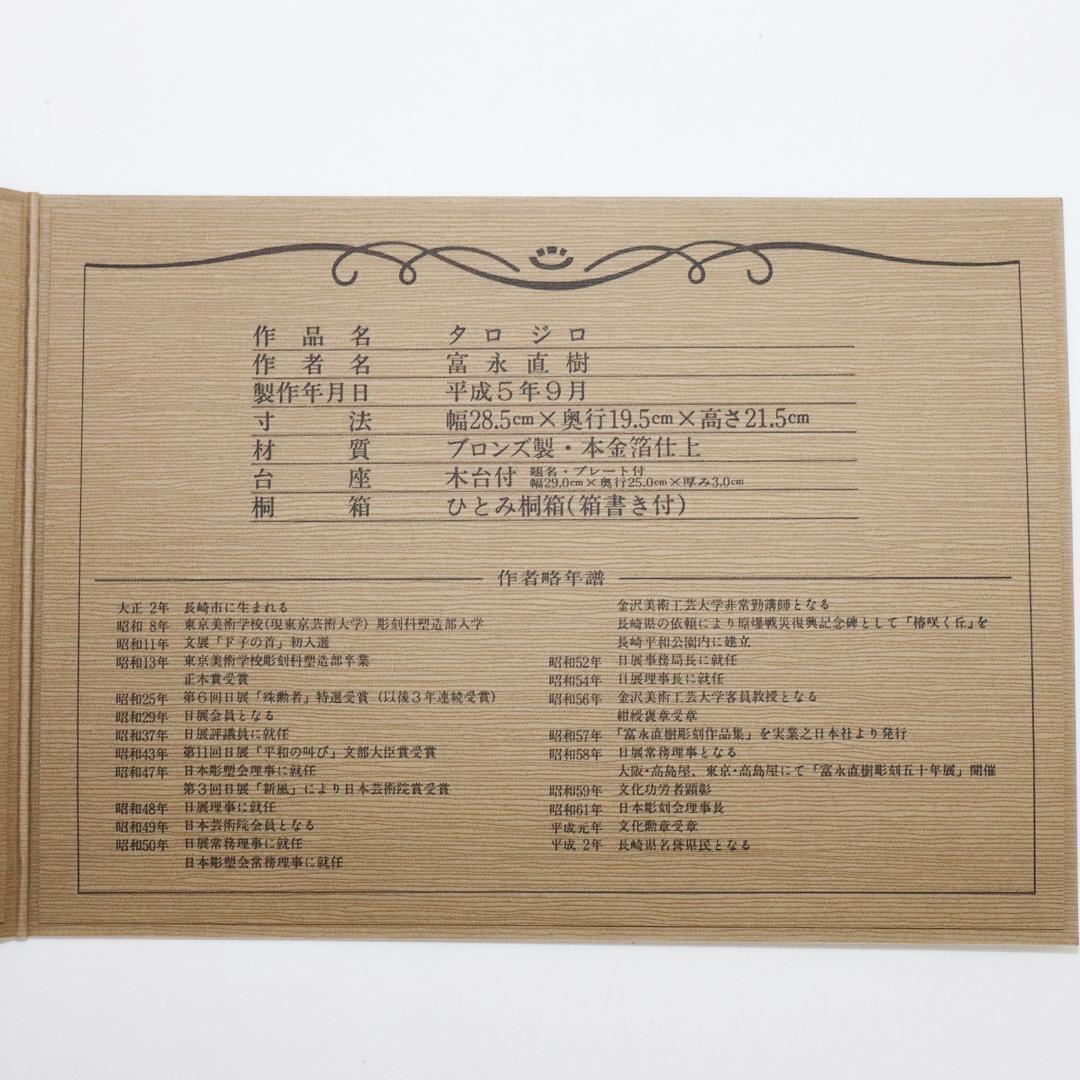 作品名 タロジロ
作者名 富永直樹
製作年月日 平成5年9月
寸法 幅28.5cm×奥行19.5cm×高さ21.5cm
材質 ブロンズ製・本金箔仕上
台座 木台付 題名・プレート付
幅29.0cm×奥行25.0cm×厚み3.0cm
桐箱 ひとみ桐箱(箱書き付)
作者略年譜
大正2年 長崎市に生まれる
昭和8年 東京美術学校(現東京芸術大学)彫刻科塑造部入学
昭和11年 文展「F子の首」初入選
昭和13年 東京美術学校彫刻科塑造部卒業
正木賞受賞
昭和25年 第6回日展「殊勲者」特選受賞(以後3年連続受賞)
昭和29年 日展会員となる
昭和37年 日展評議員に就任
昭和43年 第11回日展「平和の叫び」文部大臣賞受賞
昭和47年 日本彫塑会理事に就任
第3回日展「新風」により日本芸術院賞受賞
昭和48年 日展理事に就任
昭和49年 日本芸術院会員となる
昭和50年 日展常務理事に就任
日本彫塑会常務理事に就任
金沢美術工芸大学非常勤講師となる
長崎県の依頼により原爆戦災復興記念碑として「椿咲く丘」を
長崎平和公園内に建立
昭和52年 日展事務局長に就任
昭和54年 日展理事長に就任
昭和56年 金沢美術工芸大学客員教授となる
紺綬褒章受章
昭和57年 「富永直樹彫刻作品集」を実業之日本社より発行
昭和58年 日展常務理事となる
大阪・高島屋、東京・高島屋にて「富永直樹彫刻五十年展」開催
昭和59年 文化功労者顕彰
昭和61年 日本彫刻会理事長
平成元年 文化勲章受章
平成2年 長崎県名誉県民となる